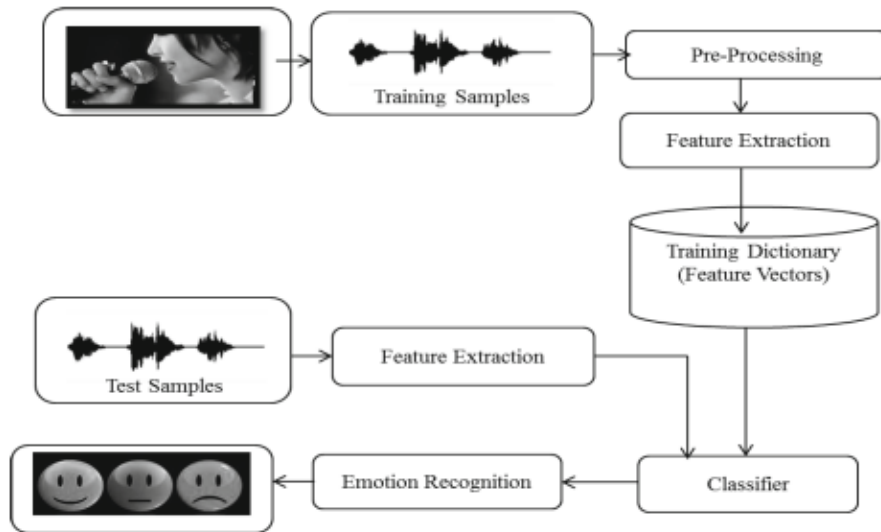 Training Samples
Pre-Processing
Feature Extraction
Training Dictionary
(Feature Vectors)
Test Samples
Feature Extraction
Classifier
Emotion Recognition